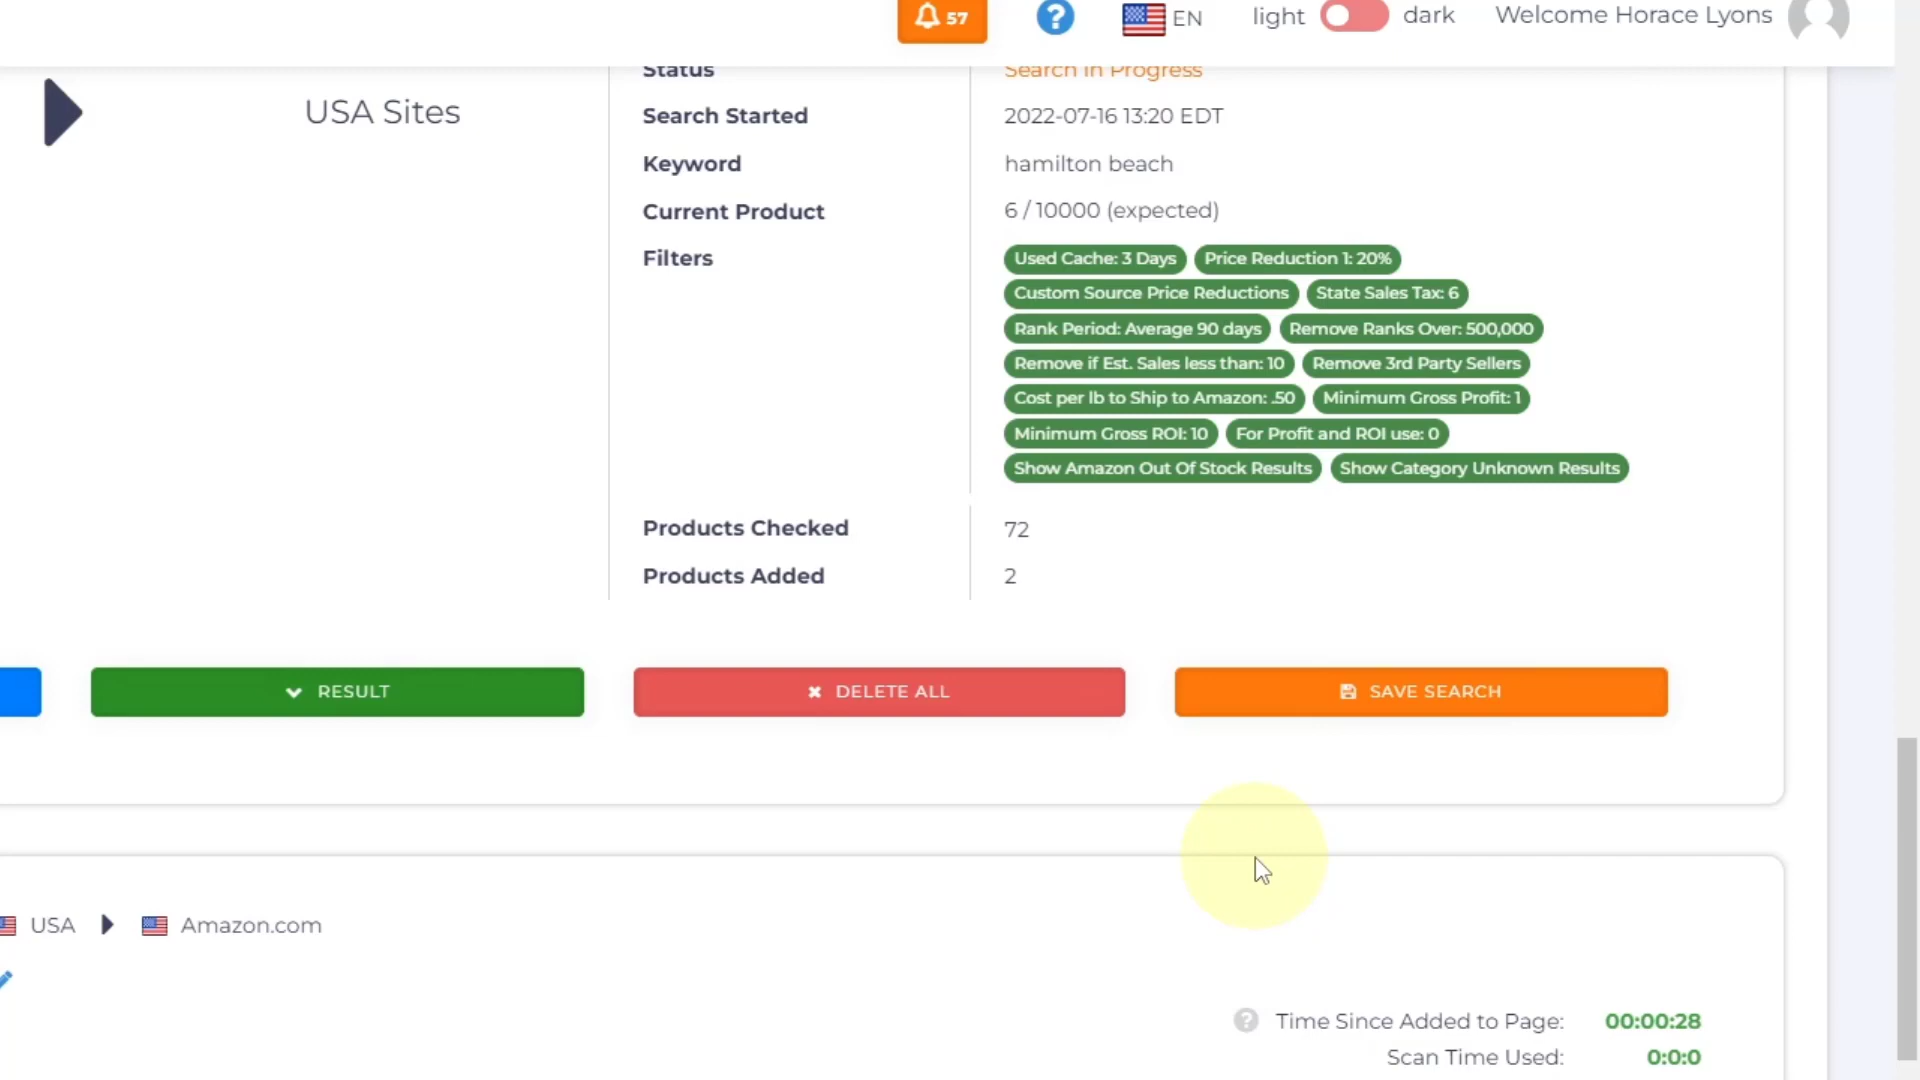 57
EN
light dark
Welcome Horace Lyons
USA Sites
Status Search In Progress
Search Started 2022-07-16 13:20 EDT
Keyword hamilton beach
Current Product 6 / 10000 (expected)
Filters Used Cache: 3 Days Price Reduction 1: 20%
Custom Source Price Reductions State Sales Tax: 6
Rank Period: Average 90 days Remove Ranks Over: 500,000
Remove if Est. Sales less than: 10 Remove 3rd Party Sellers
Cost per lb to Ship to Amazon: .50 Minimum Gross Profit: 1
Minimum Gross ROI: 10 For Profit and ROI use: 0
Show Amazon Out Of Stock Results Show Category Unknown Results
Products Checked 72
Products Added 2
RESULT DELETE ALL SAVE SEARCH
USA Amazon.com
Time Since Added to Page: 00:00:28
Scan Time Used: 0:0:0